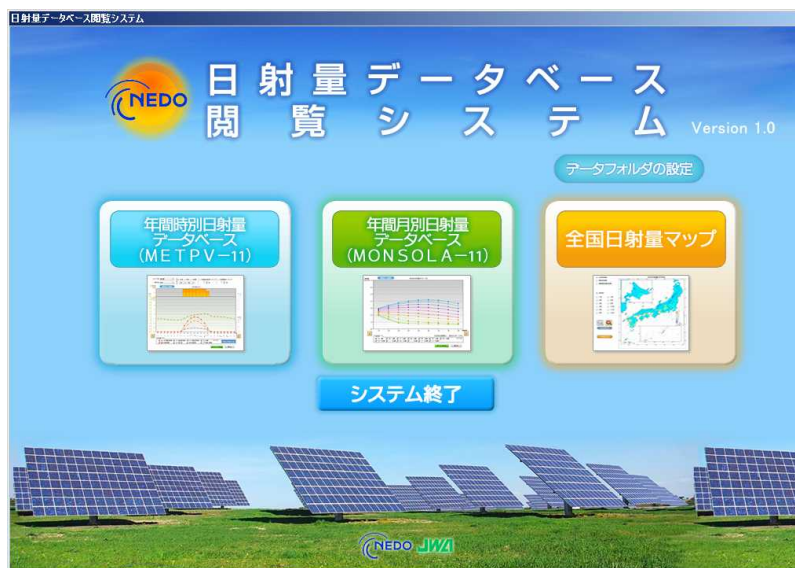 日射量データベース閲覧システム
NEDO
日射量データベース
閲覧システム
Version 1.0
データフォルダの設定
年間時別日射量
データベース
(METPV-11)
年間月別日射量
データベース
(MONSOLA-11)
全国日射量マップ
システム終了
NEDO JWA